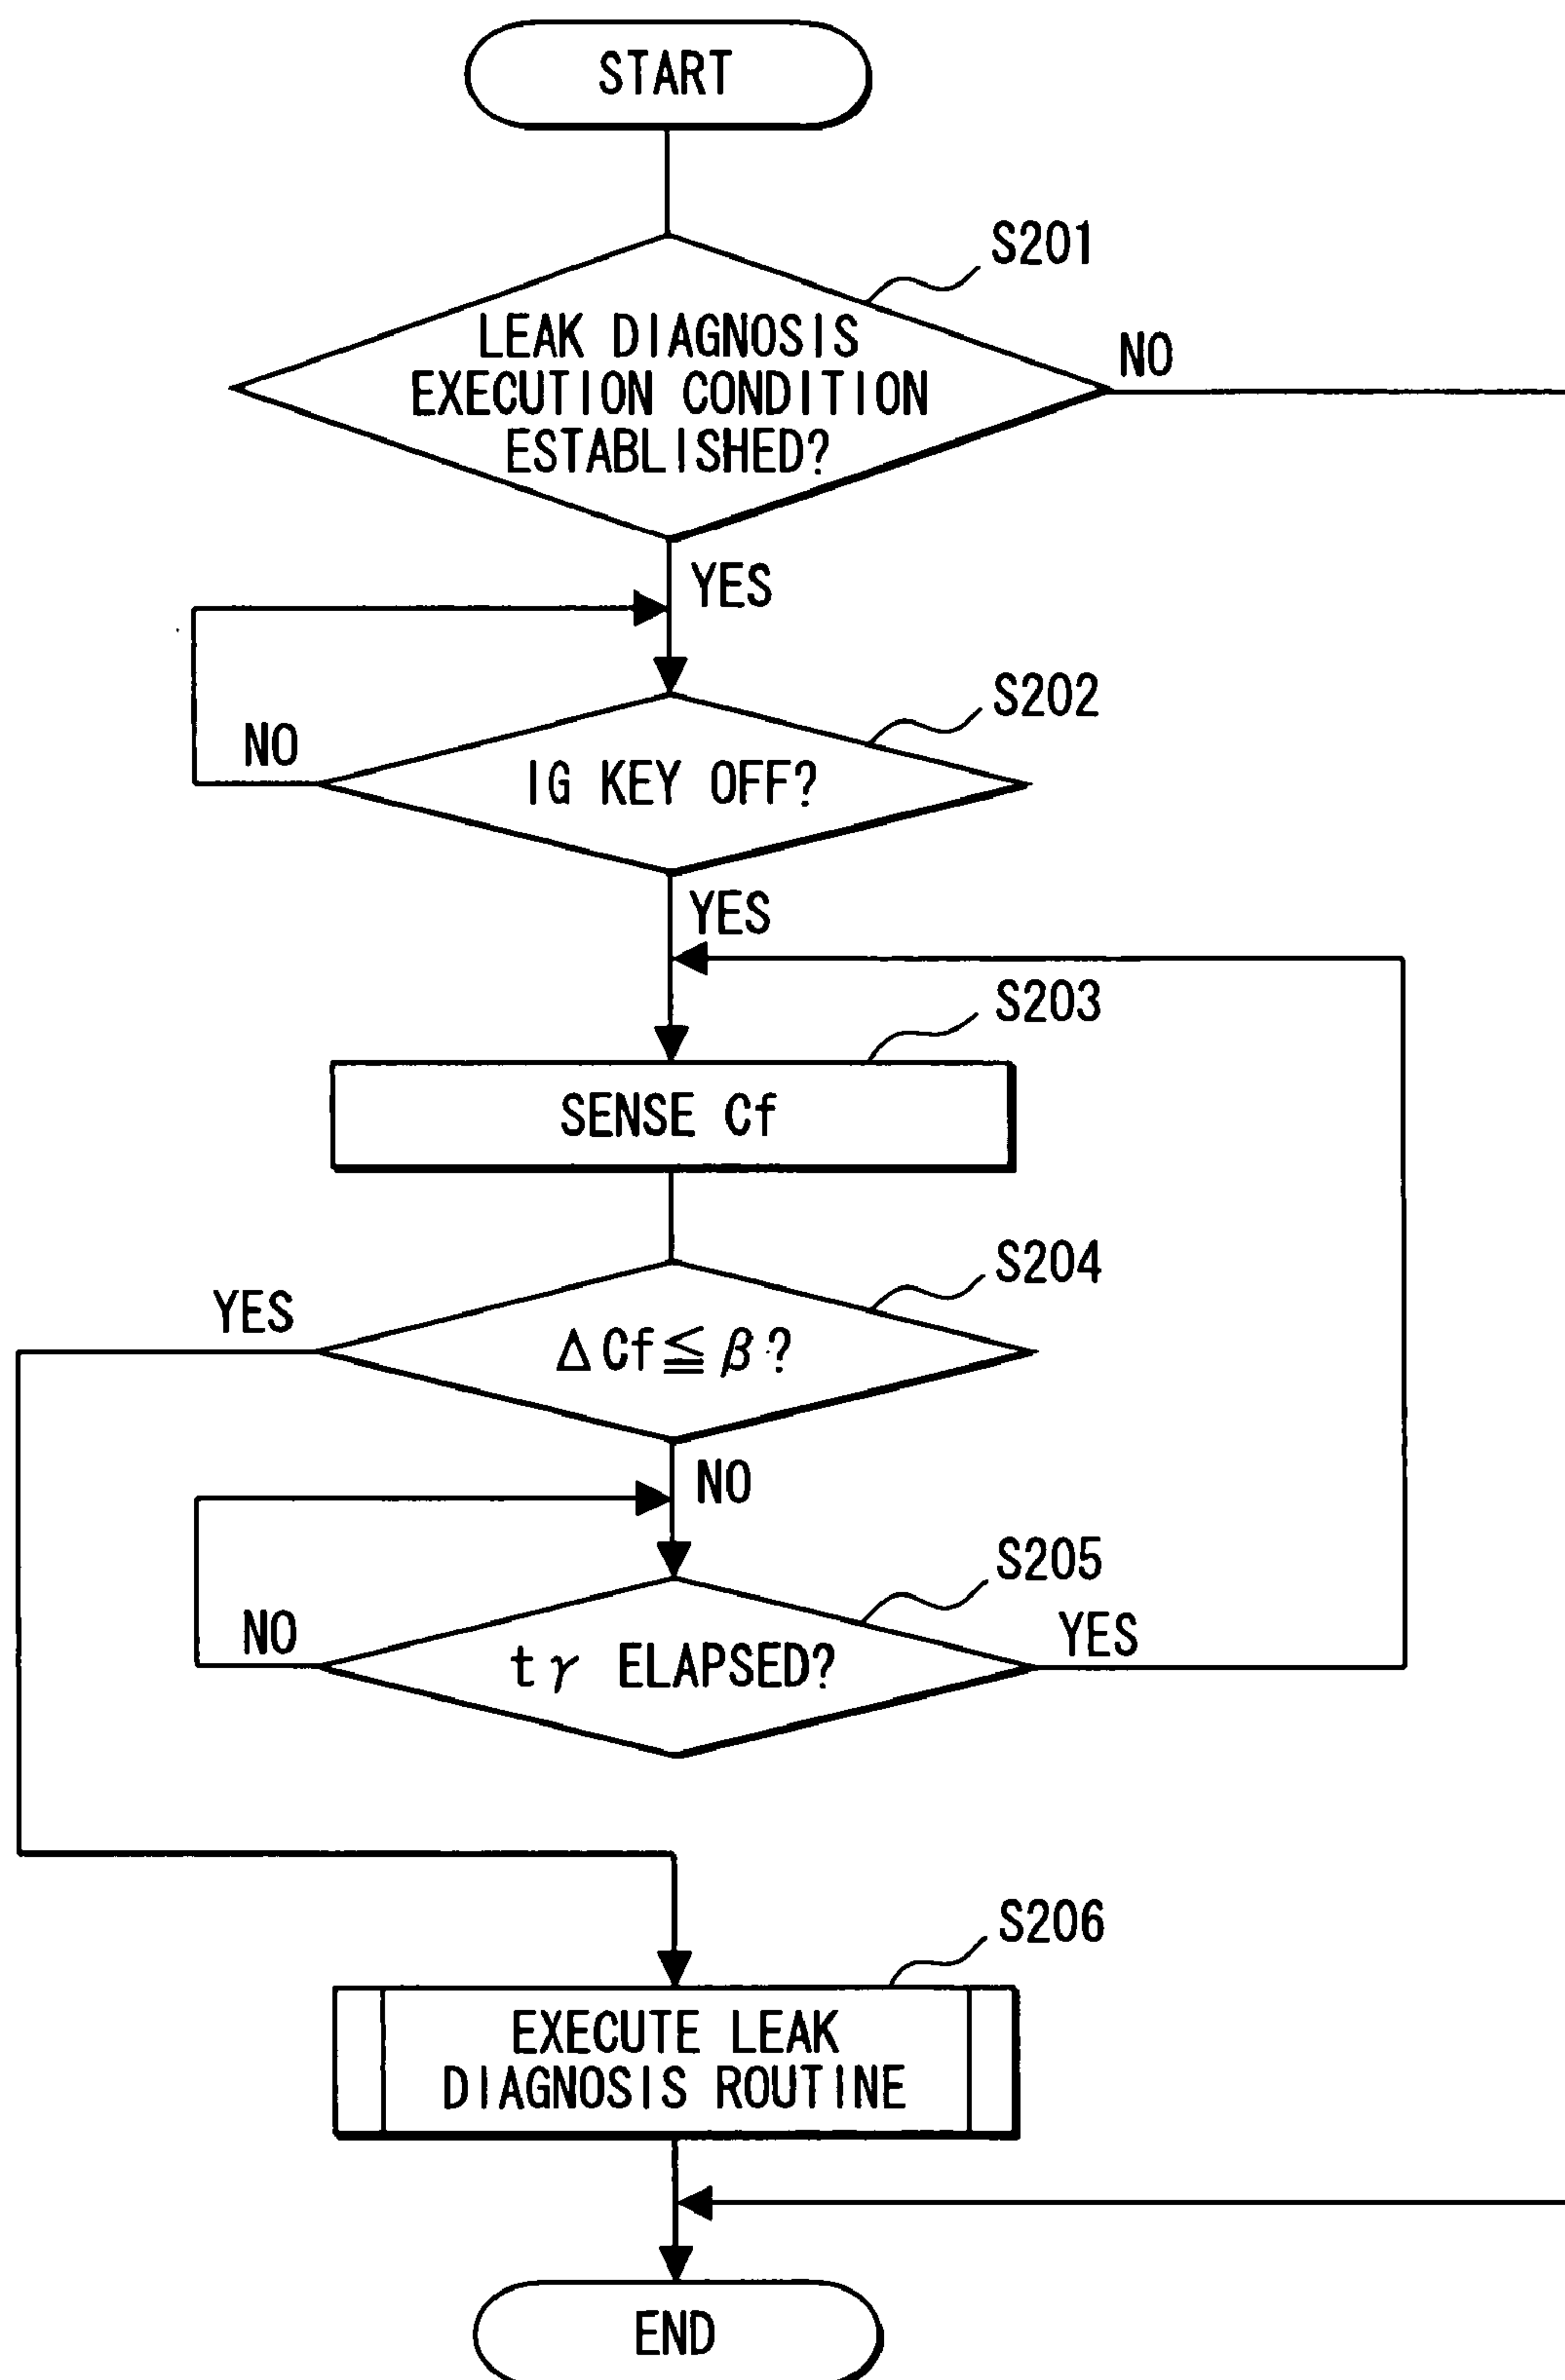 START
S201
LEAK DIAGNOSIS
EXECUTION CONDITION
ESTABLISHED?
NO
YES
S202
NO
IG KEY OFF?
YES
S203
SENSE Cf
S204
YES
ΔCf≦β?
NO
S205
NO
tγ ELAPSED?
YES
S206
EXECUTE LEAK
DIAGNOSIS ROUTINE
END